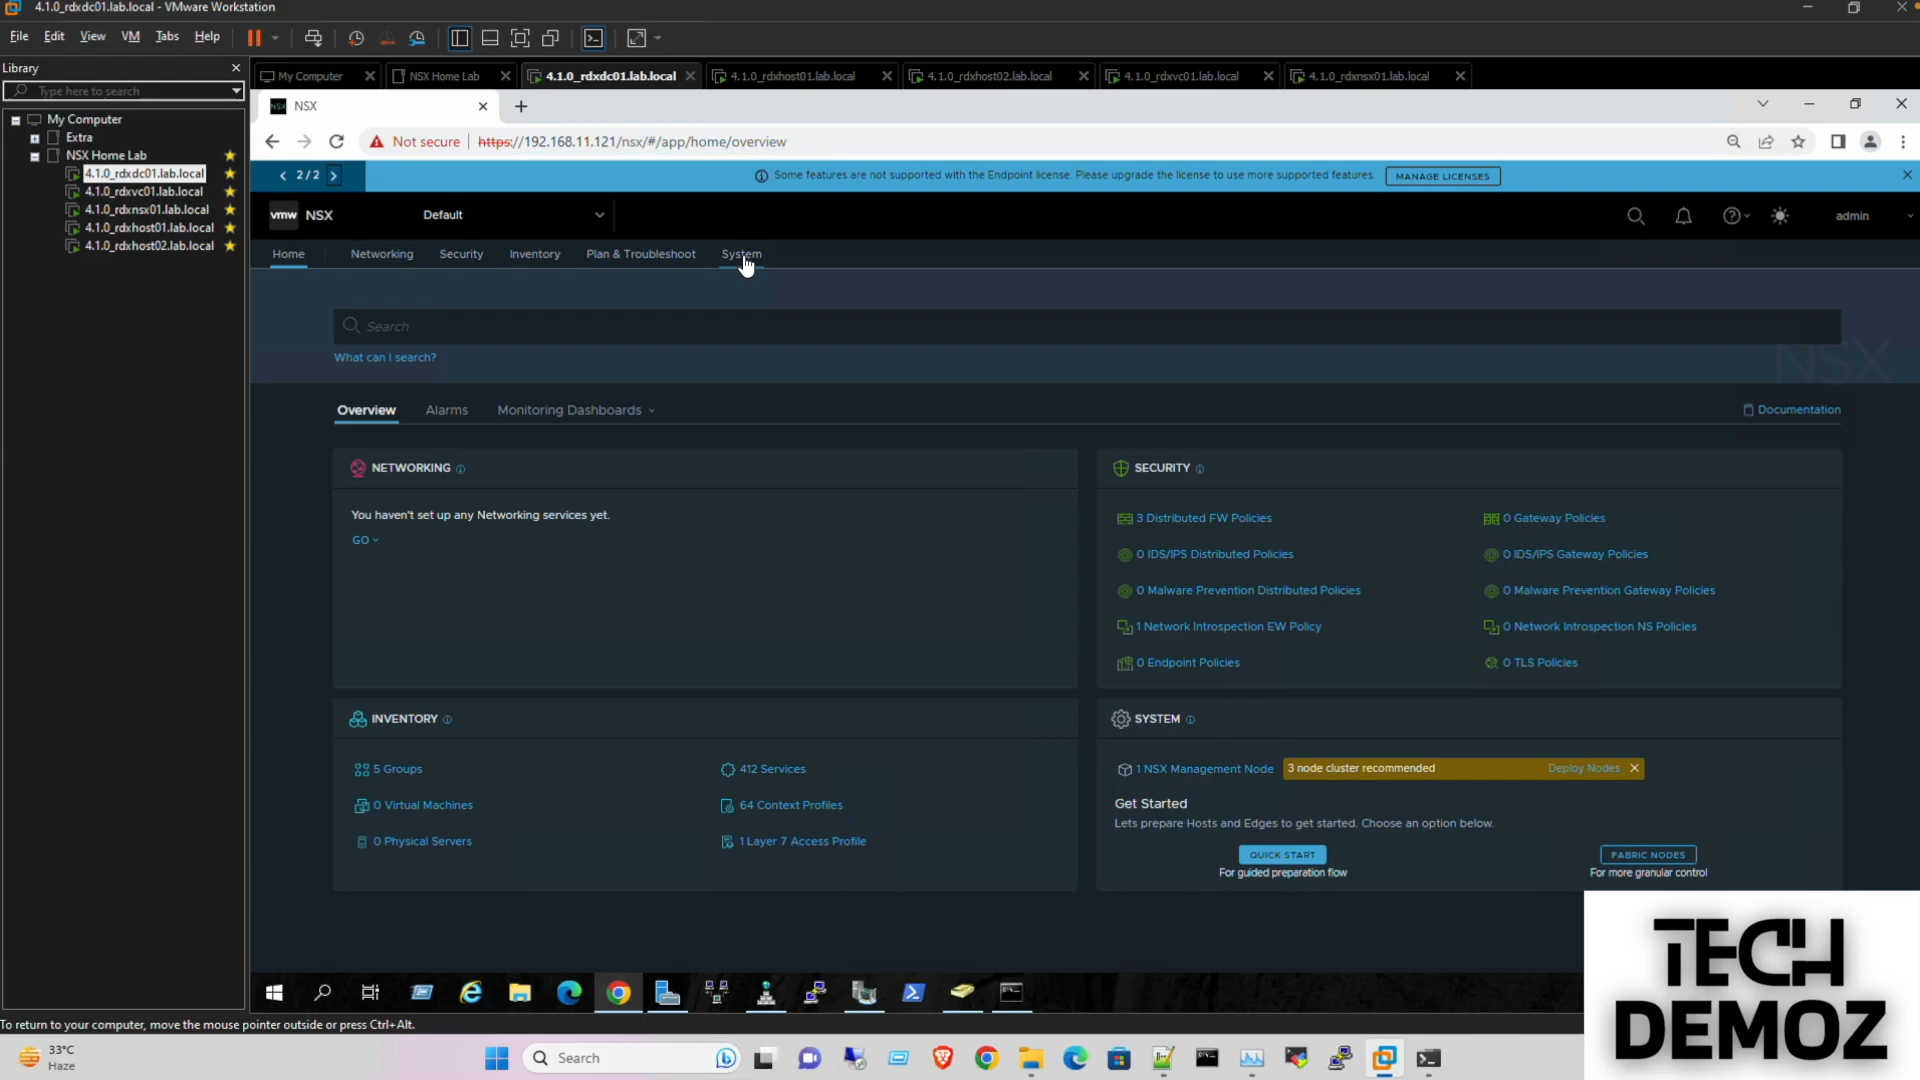 4.1.0_rdxdc01.lab.local - VMware Workstation
File Edit View VM Tabs Help
Library
Type here to search
My Computer
Extra
NSX Home Lab
4.1.0_rdxdc01.lab.local
4.1.0_rdxvc01.lab.local
4.1.0_rdxnsx01.lab.local
4.1.0_rdxhost01.lab.local
4.1.0_rdxhost02.lab.local
My Computer NSX Home Lab 4.1.0_rdxdc01.lab.local 4.1.0_rdxhost01.lab.local 4.1.0_rdxhost02.lab.local 4.1.0_rdxvc01.lab.local 4.1.0_rdxnsx01.lab.local
NSX
Not secure https://192.168.11.121/nsx/#/app/home/overview
2/2 Some features are not supported with the Endpoint license. Please upgrade the license to use more supported features. MANAGE LICENSES
vmw NSX Default admin
Home Networking Security Inventory Plan & Troubleshoot System
Search
What can I search?
NSX
Overview Alarms Monitoring Dashboards Documentation
NETWORKING
You haven't set up any Networking services yet.
GO
SECURITY
3 Distributed FW Policies 0 Gateway Policies
0 IDS/IPS Distributed Policies 0 IDS/IPS Gateway Policies
0 Malware Prevention Distributed Policies 0 Malware Prevention Gateway Policies
1 Network Introspection EW Policy 0 Network Introspection NS Policies
0 Endpoint Policies 0 TLS Policies
INVENTORY
5 Groups 412 Services
0 Virtual Machines 64 Context Profiles
0 Physical Servers 1 Layer 7 Access Profile
SYSTEM
1 NSX Management Node 3 node cluster recommended Deploy Nodes
Get Started
Lets prepare Hosts and Edges to get started. Choose an option below.
QUICK START FABRIC NODES
For guided preparation flow For more granular control
TECH
DEMOZ
To return to your computer, move the mouse pointer outside or press Ctrl+Alt.
33°C
Haze
Search